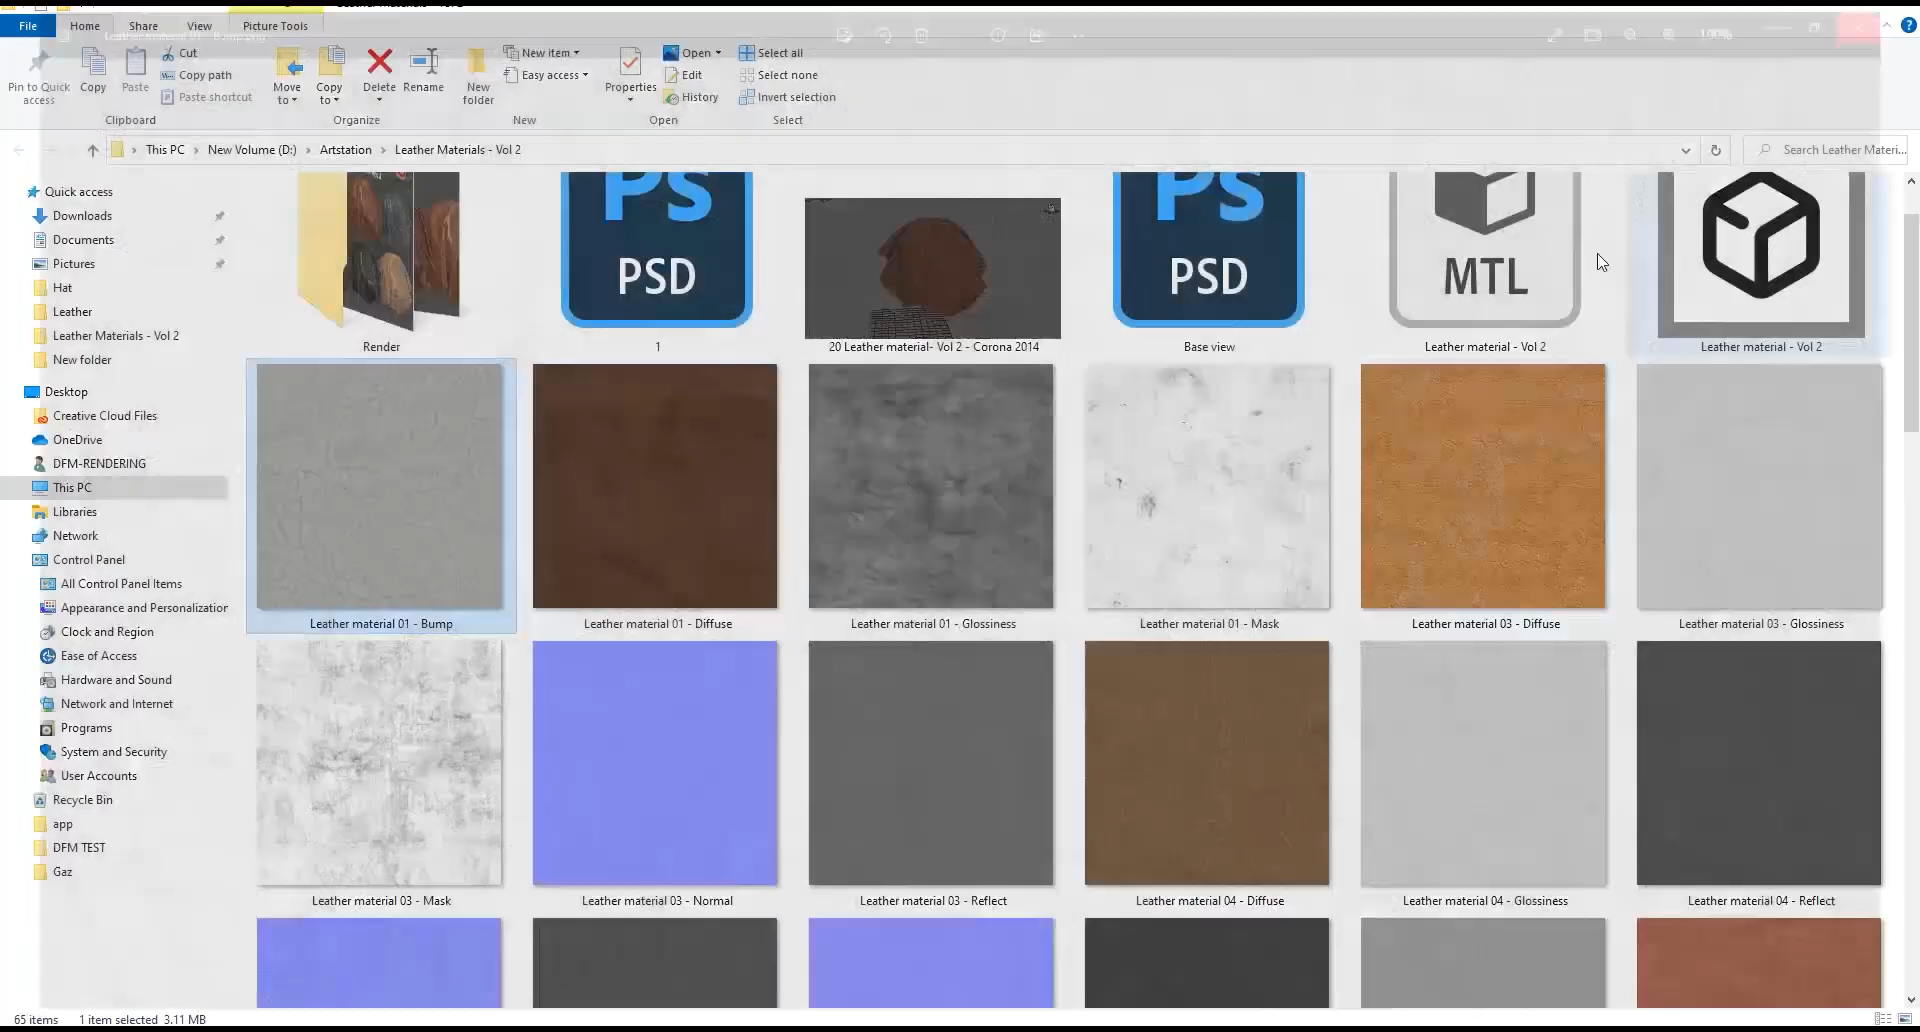 File Home Share View Picture Tools
Pin to Quick access
Copy
Paste
Cut
Copy path
Paste shortcut
Clipboard
Move to
Copy to
Delete
Rename
Organize
New folder
New item
Easy access
New
Properties
Open
Edit
History
Open
Select all
Select none
Invert selection
Select
This PC New Volume (D:) Artstation Leather Materials - Vol 2
Search Leather Materi...
Quick access
Downloads
Documents
Pictures
Hat
Leather
Leather Materials - Vol 2
New folder
Desktop
Creative Cloud Files
OneDrive
DFM-RENDERING
This PC
Libraries
Network
Control Panel
All Control Panel Items
Appearance and Personalization
Clock and Region
Ease of Access
Hardware and Sound
Network and Internet
Programs
System and Security
User Accounts
Recycle Bin
app
DFM TEST
Gaz
Ps
PSD
Ps
PSD
MTL
Render
1
20 Leather material- Vol 2 - Corona 2014
Base view
Leather material - Vol 2
Leather material - Vol 2
Leather material 01 - Bump
Leather material 01 - Diffuse
Leather material 01 - Glossiness
Leather material 01 - Mask
Leather material 03 - Diffuse
Leather material 03 - Glossiness
Leather material 03 - Mask
Leather material 03 - Normal
Leather material 03 - Reflect
Leather material 04 - Diffuse
Leather material 04 - Glossiness
Leather material 04 - Reflect
65 items 1 item selected 3.11 MB